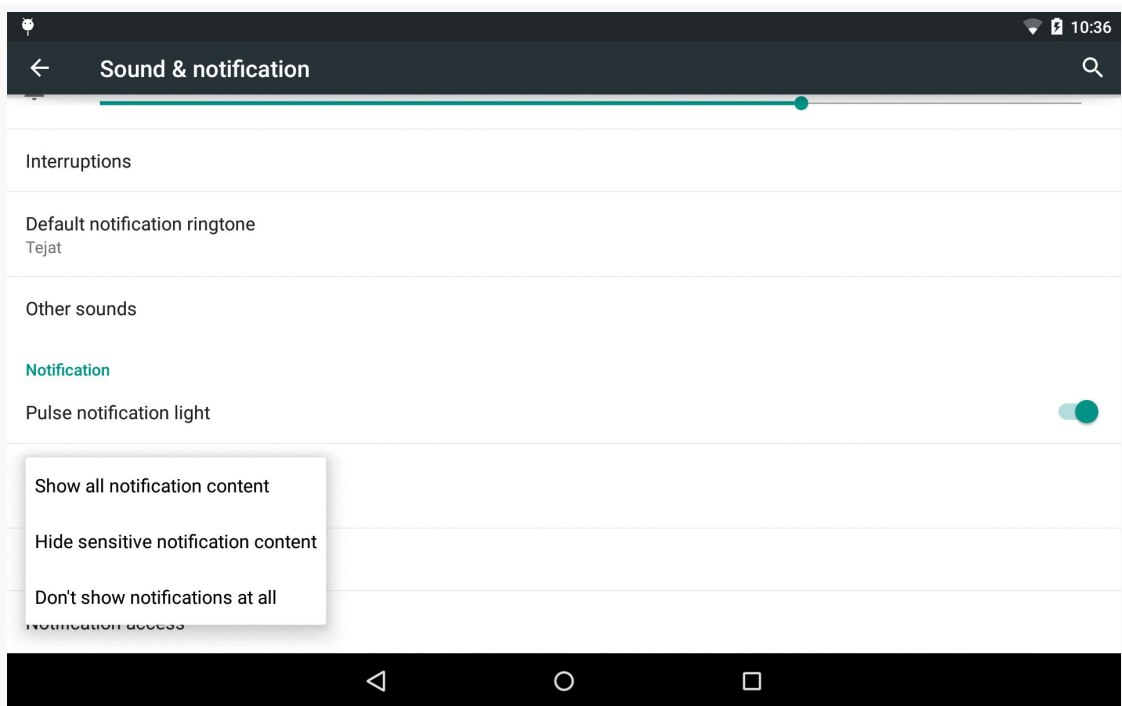 10:36
Sound & notification
Interruptions
Default notification ringtone
Tejat
Other sounds
Notification
Pulse notification light
Show all notification content
Hide sensitive notification content
Don't show notifications at all
Notification access